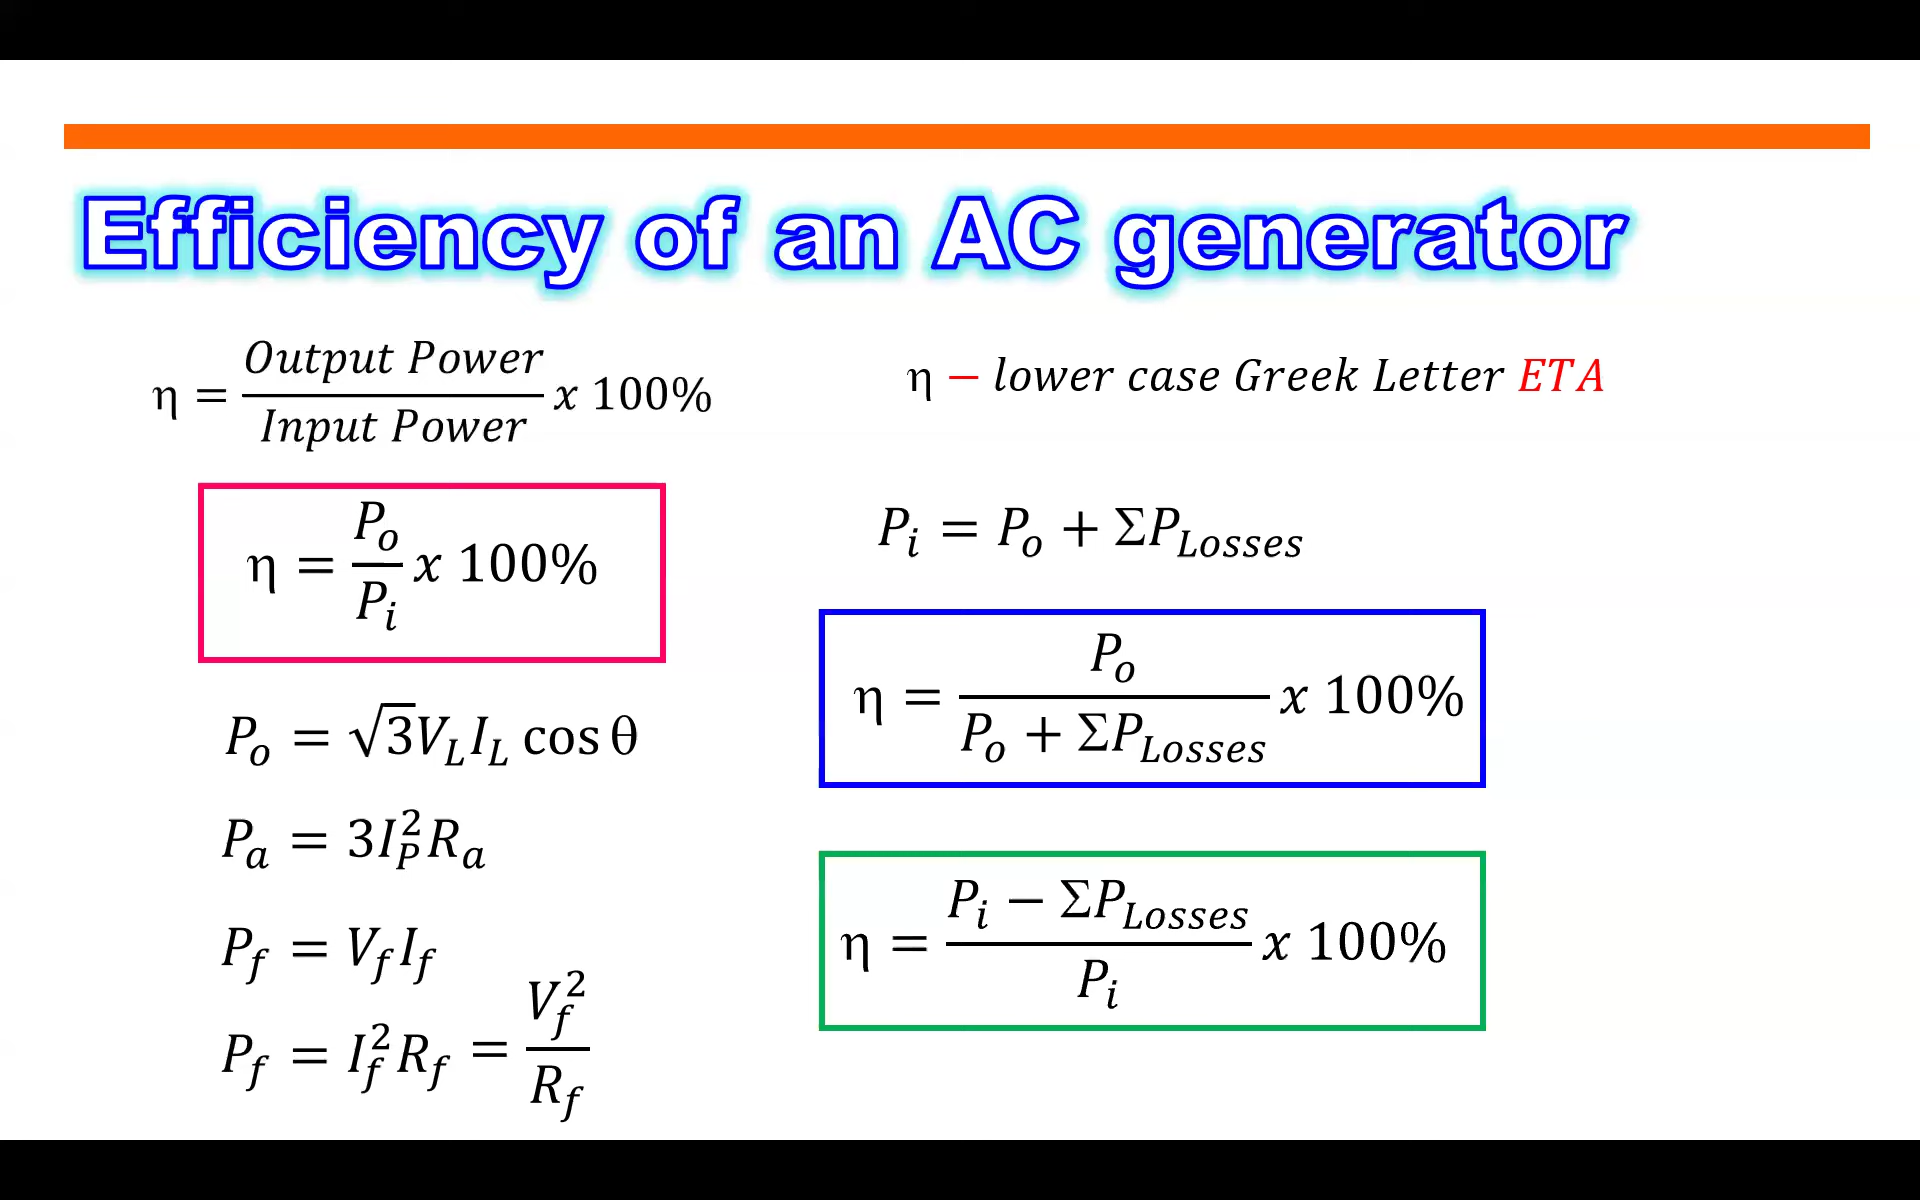 Efficiency of an AC generator
η = Output Power / Input Power x 100%
η – lower case Greek Letter ETA
η = P_o / P_i x 100%
P_o = √3 V_L I_L cos θ
P_a = 3I_P^2 R_a
P_f = V_f I_f
P_f = I_f^2 R_f = V_f^2 / R_f
P_i = P_o + ΣP_Losses
η = P_o / (P_o + ΣP_Losses) x 100%
η = (P_i − ΣP_Losses) / P_i x 100%